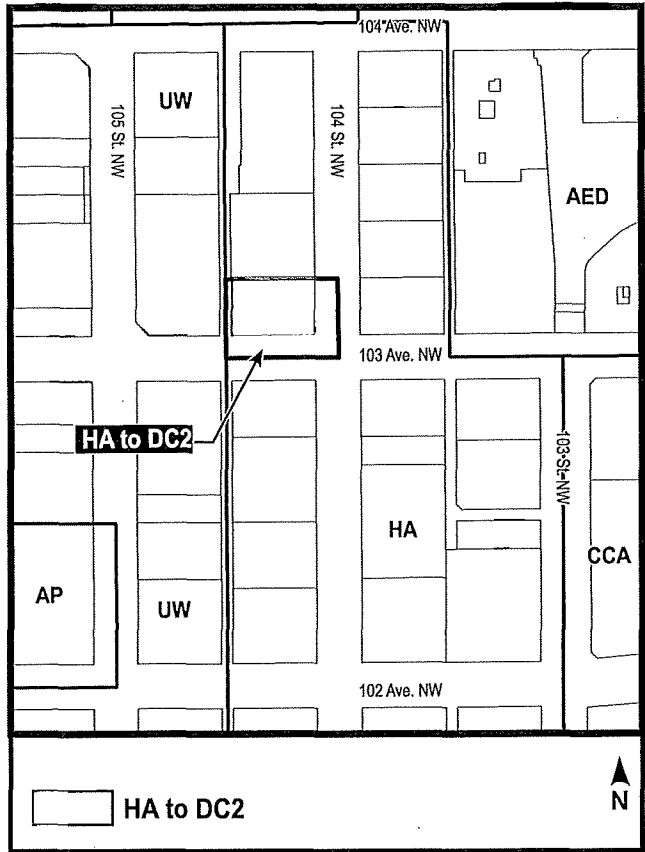 104 Ave. NW
UW
105 St. NW
104 St. NW
AED
103 Ave. NW
HA to DC2
103 St. NW
HA
CCA
AP
UW
102 Ave. NW
HA to DC2
N